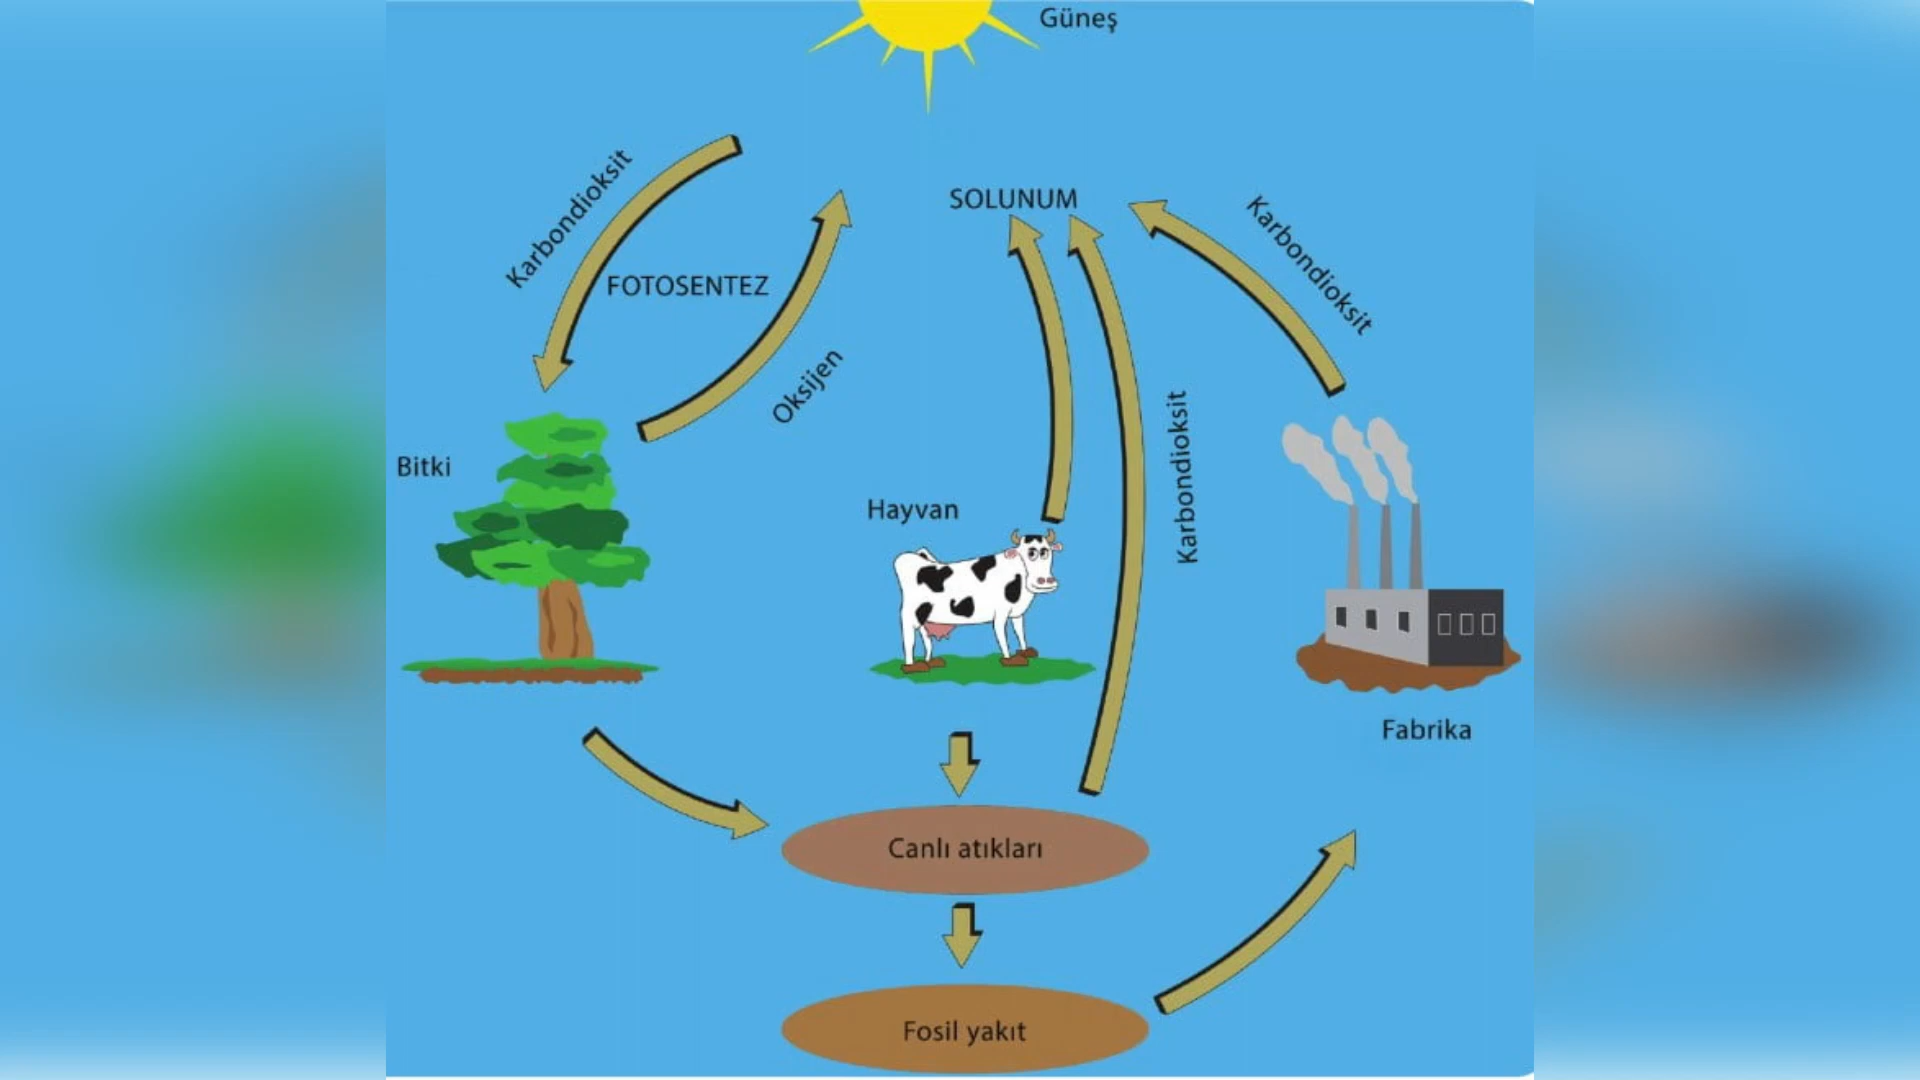 Güneş
Karbondioksit
SOLUNUM
Karbondioksit
FOTOSENTEZ
Oksijen
Karbondioksit
Bitki
Hayvan
Fabrika
Canlı atıkları
Fosil yakıt